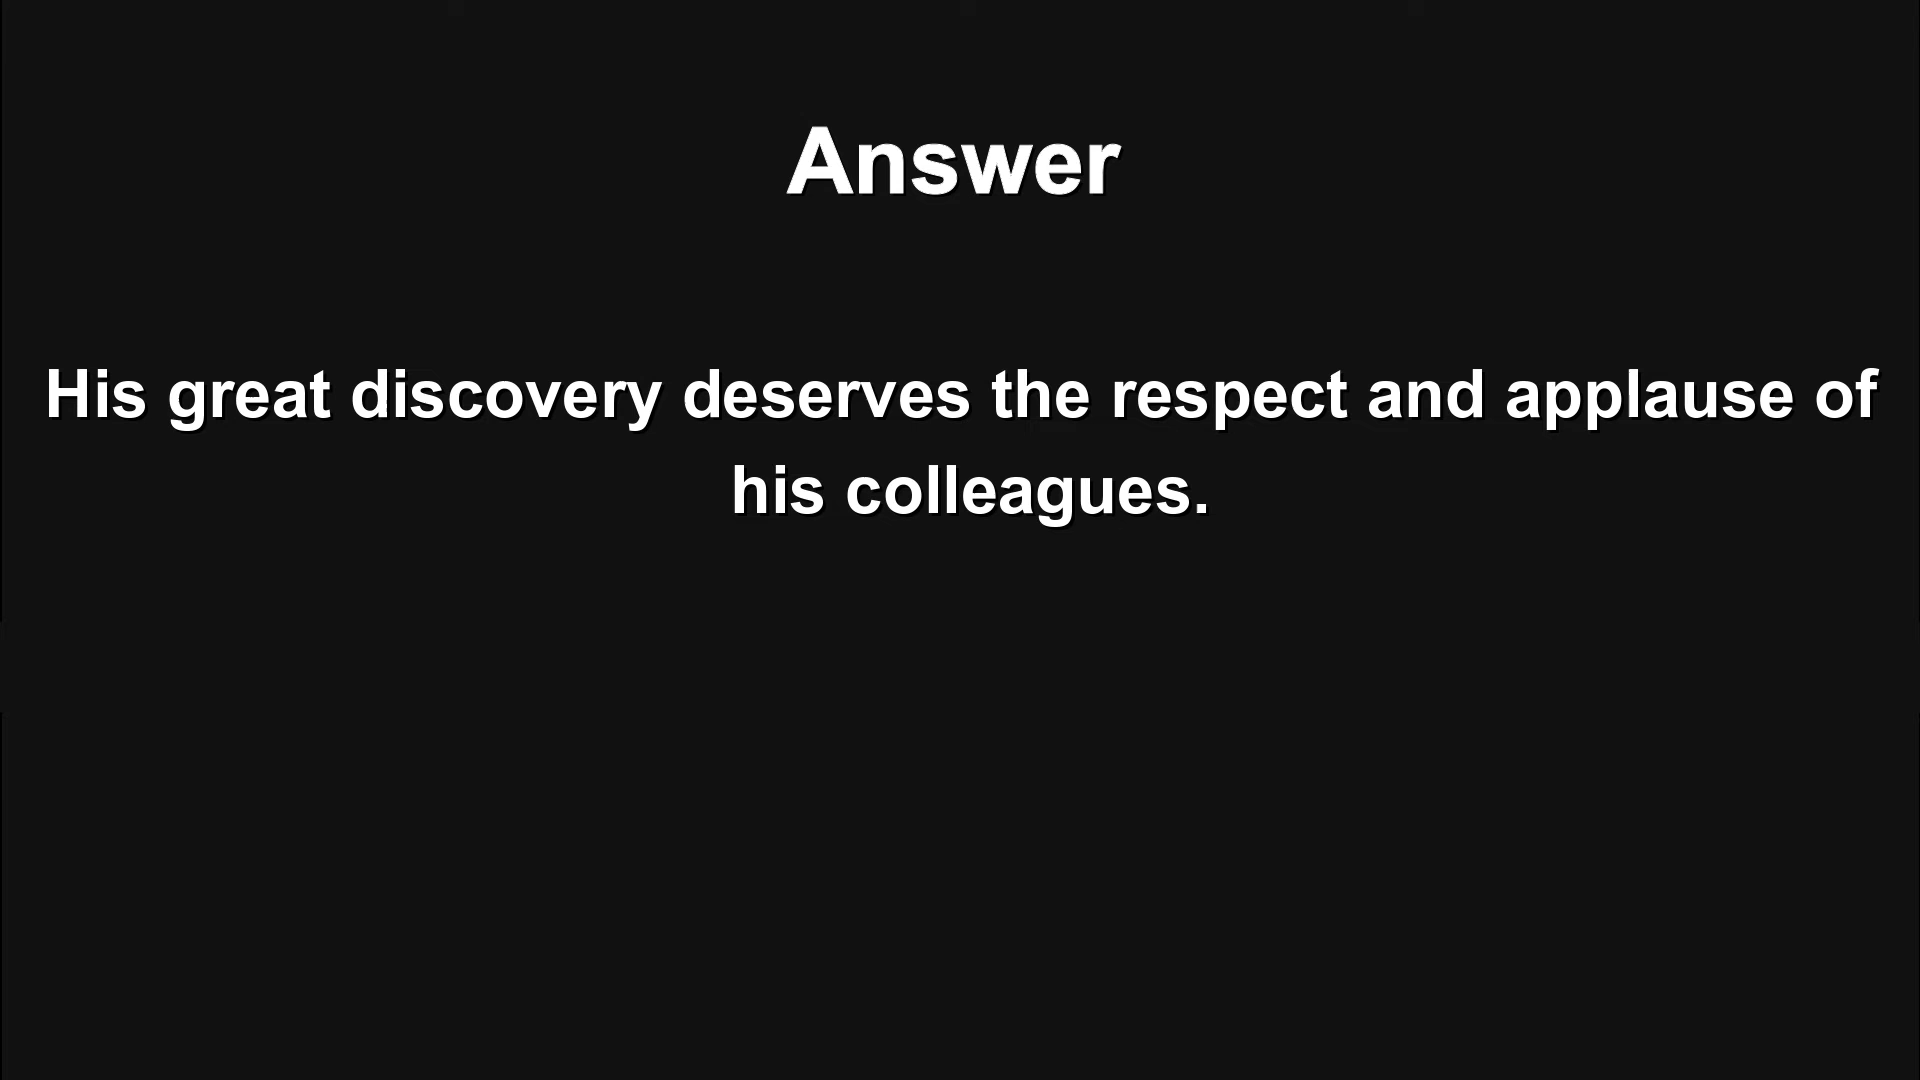 Answer
His great discovery deserves the respect and applause of
his colleagues.